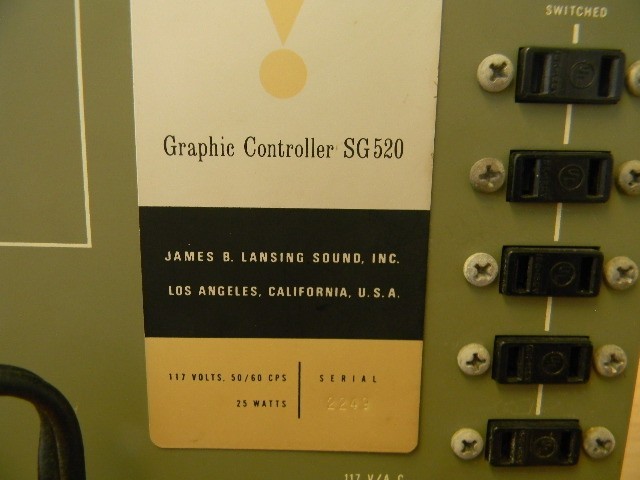 SWITCHED
Graphic Controller SG520
JAMES B. LANSING SOUND, INC.
LOS ANGELES, CALIFORNIA, U.S.A.
117 VOLTS, 50/60 CPS
25 WATTS
SERIAL
2249
117 V/A.C.